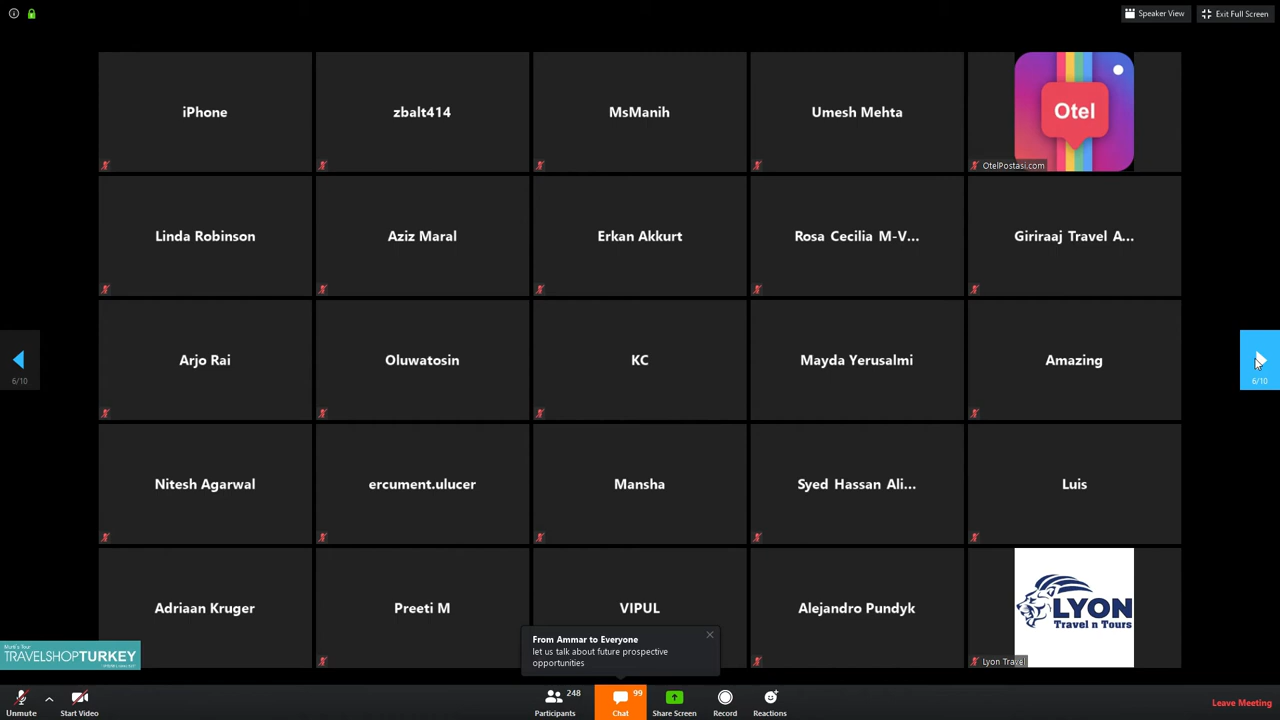 Speaker View
Exit Full Screen
iPhone
zbalt414
MsManih
Umesh Mehta
Otel
OtelPostasi.com
Linda Robinson
Aziz Maral
Erkan Akkurt
Rosa Cecilia M-V...
Giriraaj Travel A...
Arjo Rai
Oluwatosin
KC
Mayda Yerusalmi
Amazing
6/10
6/10
Nitesh Agarwal
ercument.ulucer
Mansha
Syed Hassan Ali...
Luis
Adriaan Kruger
Preeti M
VIPUL
Alejandro Pundyk
LYON
Travel n Tours
Lyon Travel
From Ammar to Everyone
let us talk about future prospective
opportunities
TRAVELSHOPTURKEY
Unmute
Start Video
Participants
248
Chat
99
Share Screen
Record
Reactions
Leave Meeting